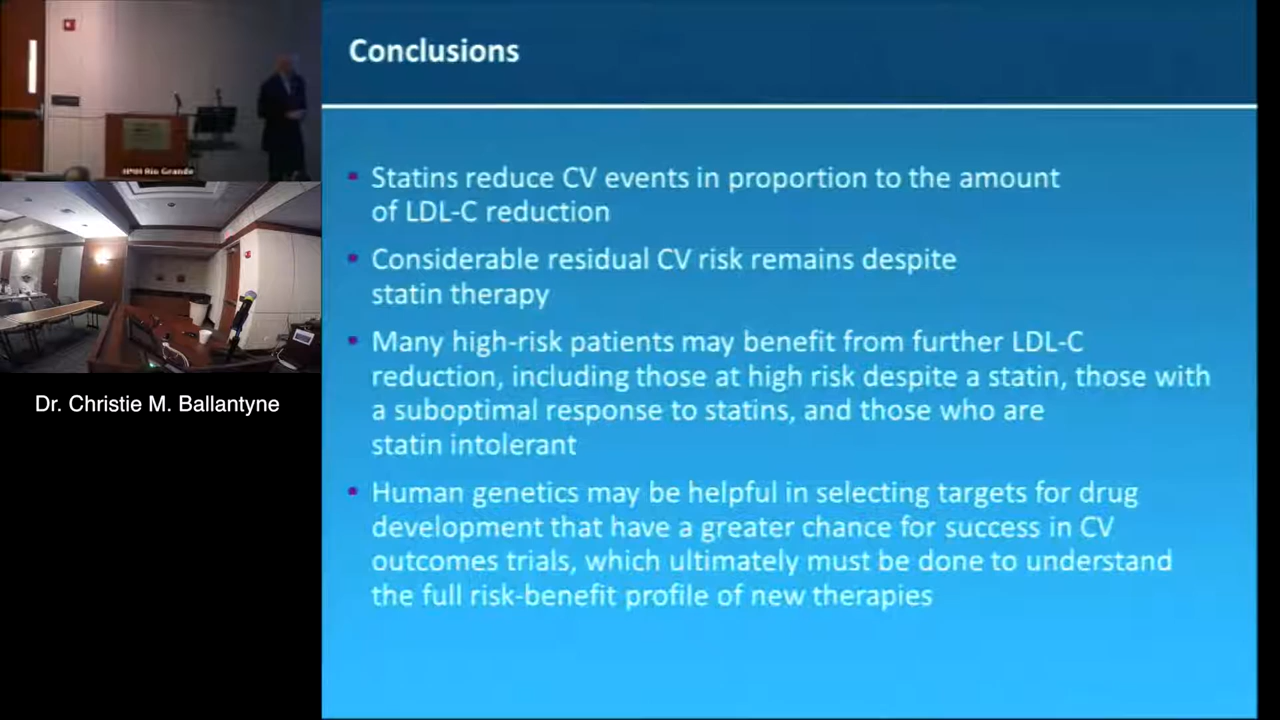 Conclusions
Statins reduce CV events in proportion to the amount
of LDL-C reduction
Considerable residual CV risk remains despite
statin therapy
Many high-risk patients may benefit from further LDL-C
reduction, including those at high risk despite a statin, those with
a suboptimal response to statins, and those who are
statin intolerant
Human genetics may be helpful in selecting targets for drug
development that have a greater chance for success in CV
outcomes trials, which ultimately must be done to understand
the full risk-benefit profile of new therapies
HMH Rio Grande
Dr. Christie M. Ballantyne